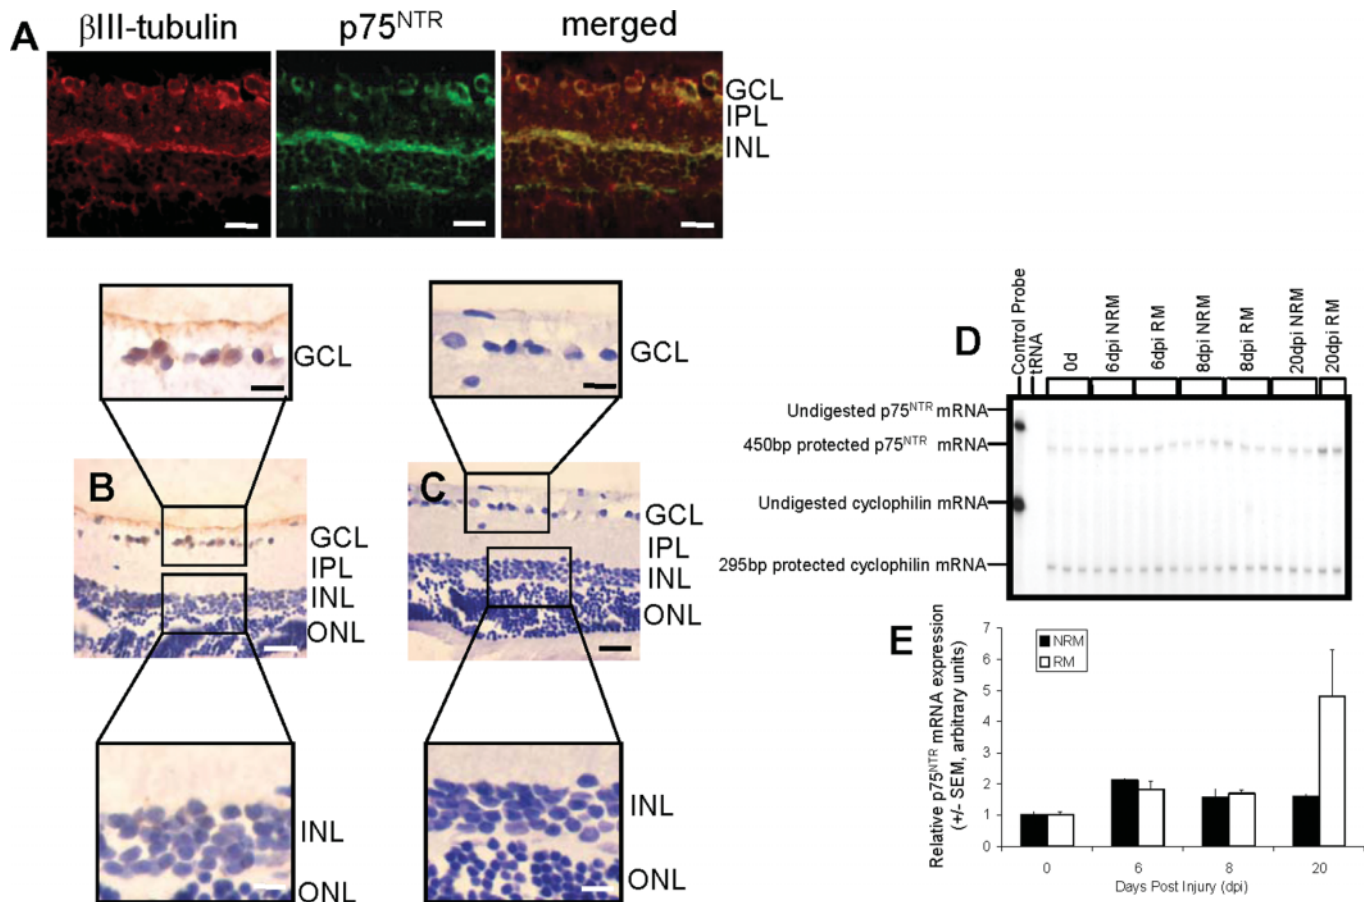 A
βIII-tubulin
p75NTR
merged
GCL
IPL
INL
GCL
GCL
B
GCL
IPL
INL
ONL
C
GCL
IPL
INL
ONL
INL
ONL
INL
ONL
D
Control Probe
tRNA
0d
6dpi NRM
6dpi RM
8dpi NRM
8dpi RM
20dpi NRM
20dpi RM
Undigested p75NTR mRNA
450bp protected p75NTR mRNA
Undigested cyclophilin mRNA
295bp protected cyclophilin mRNA
E
Relative p75NTR mRNA expression
(+/- SEM, arbitrary units)
7
6
5
4
3
2
1
0
NRM
RM
0
6
8
20
Days Post Injury (dpi)